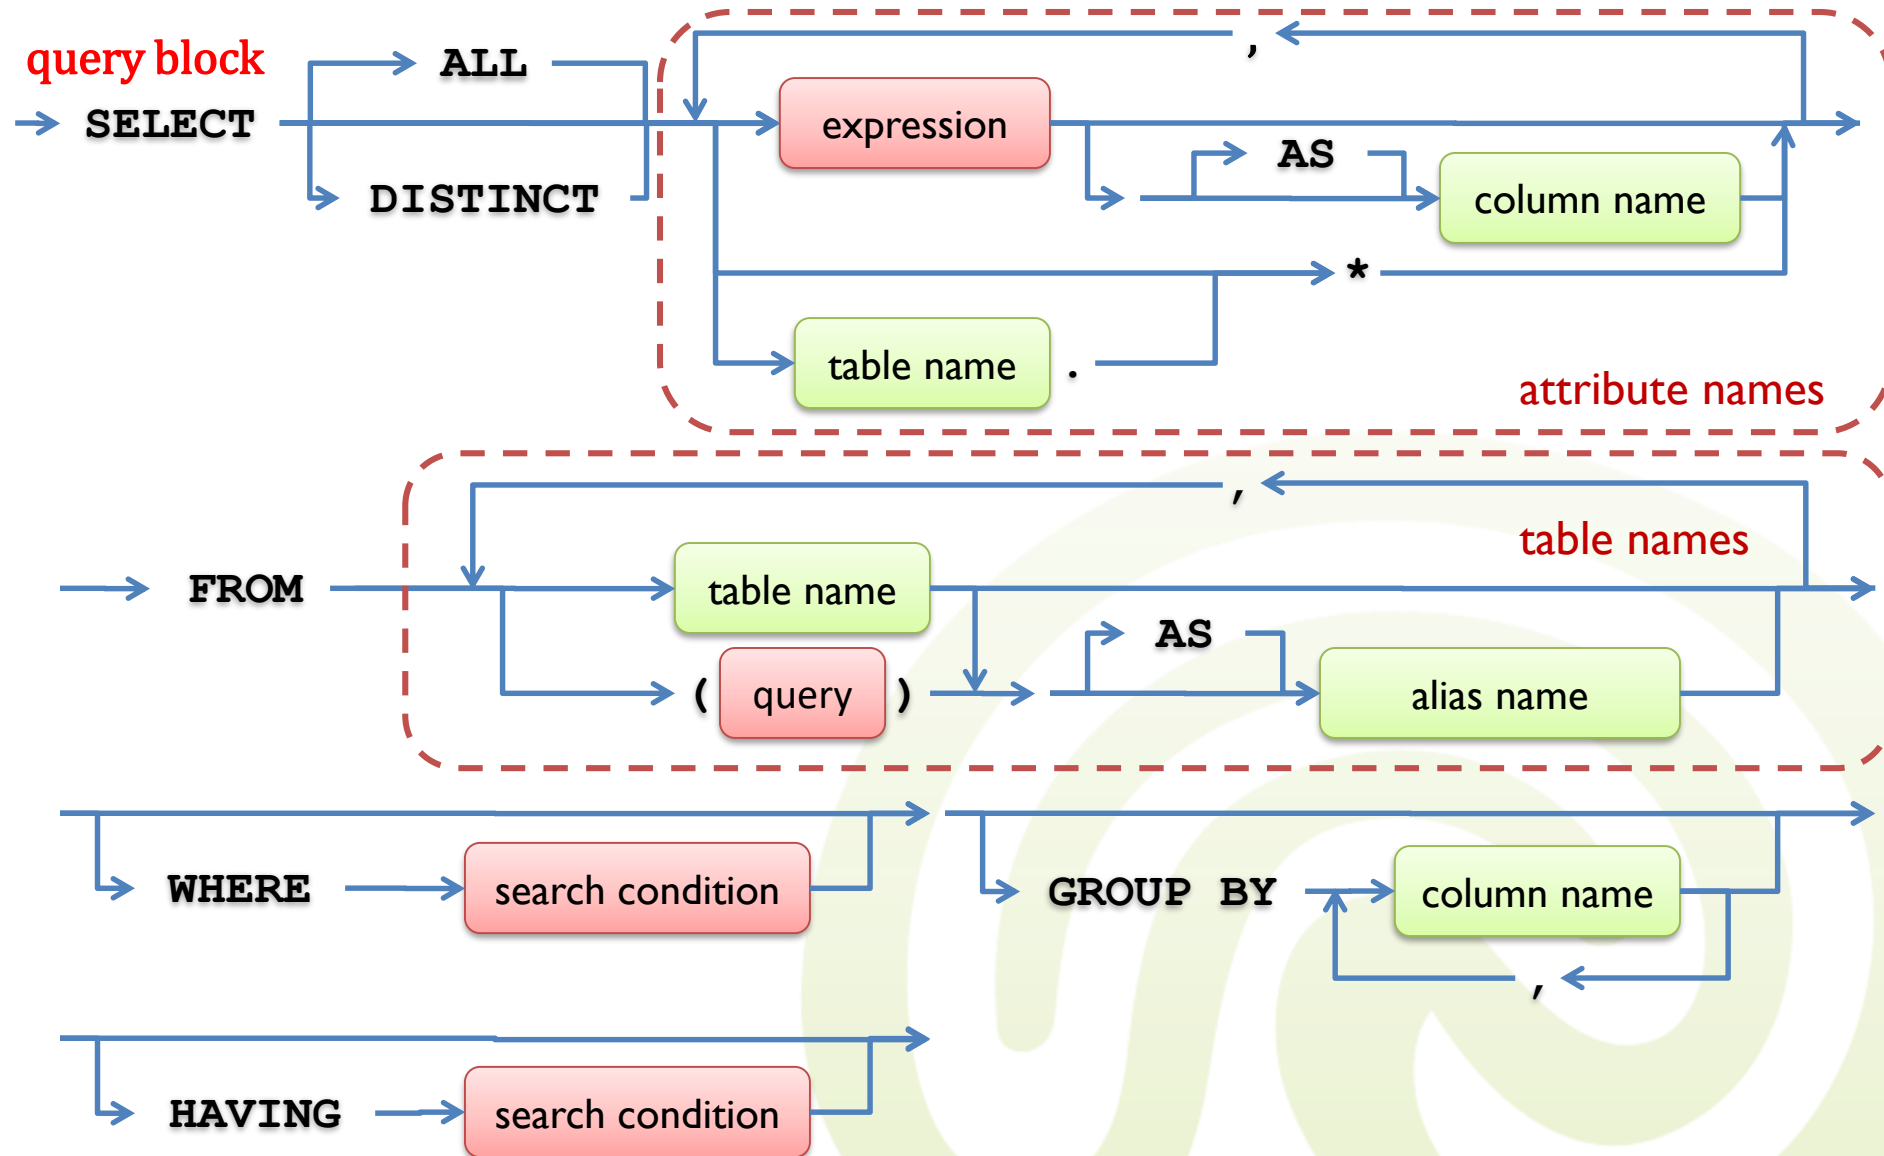 query block
ALL
,
SELECT
expression
AS
DISTINCT
column name
*
table name .
attribute names
,
table names
FROM
table name
AS
( query )
alias name
WHERE
search condition
GROUP BY
column name
,
HAVING
search condition